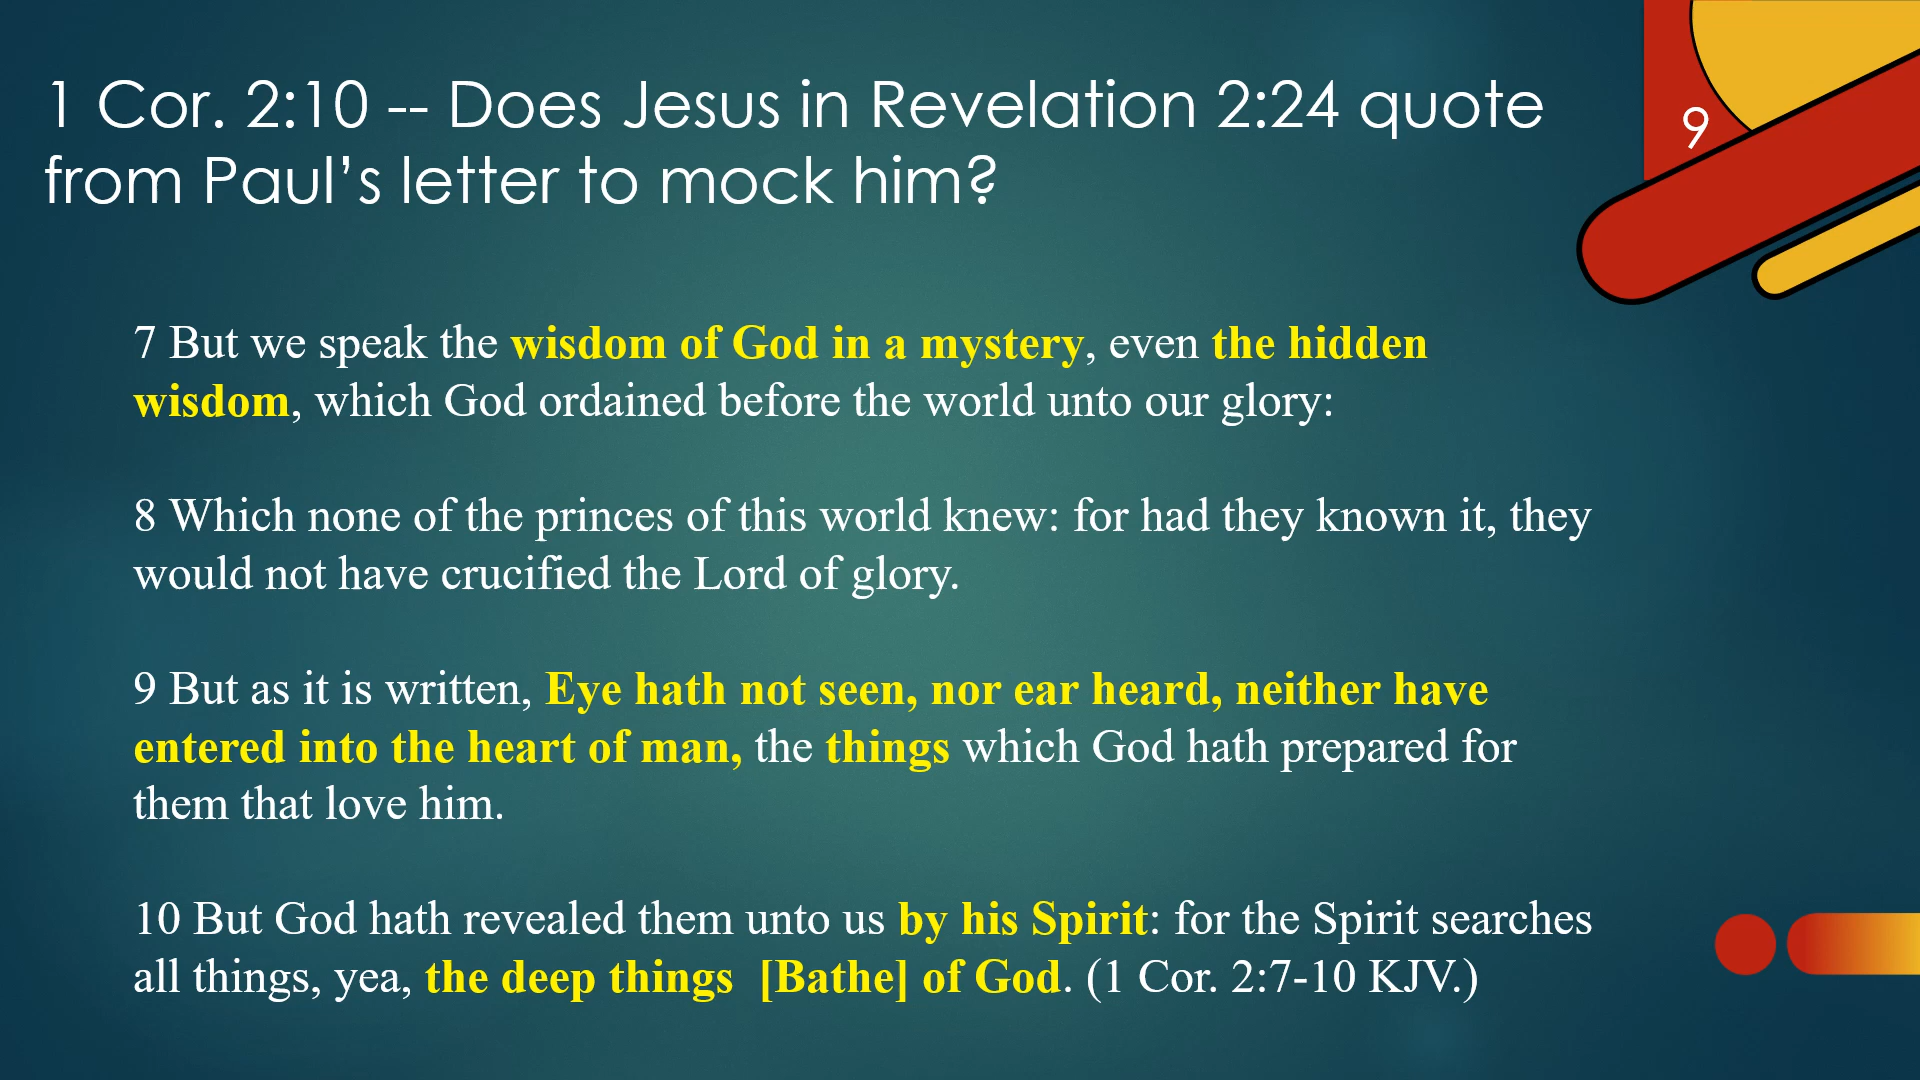 1 Cor. 2:10 -- Does Jesus in Revelation 2:24 quote
from Paul’s letter to mock him?
9
7 But we speak the wisdom of God in a mystery, even the hidden
wisdom, which God ordained before the world unto our glory:
8 Which none of the princes of this world knew: for had they known it, they
would not have crucified the Lord of glory.
9 But as it is written, Eye hath not seen, nor ear heard, neither have
entered into the heart of man, the things which God hath prepared for
them that love him.
10 But God hath revealed them unto us by his Spirit: for the Spirit searches
all things, yea, the deep things [Bathe] of God. (1 Cor. 2:7-10 KJV.)